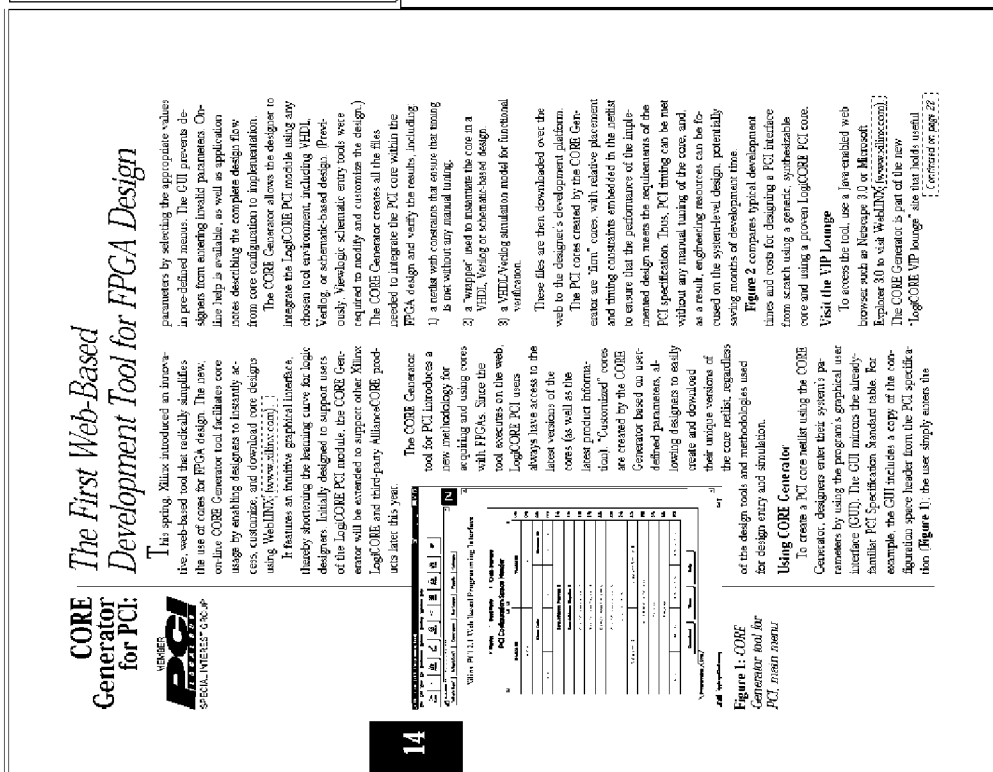 CORE
Generator
for PCI:
The First Web-Based
Development Tool for FPGA Design
MEMBER
PCI
SPECIAL INTEREST GROUP
This spring, Xilinx introduced an innova-
tive, web-based tool that radically simplifies
the use of cores for FPGA design. The new,
on-line CORE Generator tool facilitates core
usage by enabling designers to instantly ac-
cess, customize, and download core designs
using WebLINX (www.xilinx.com).
It features an intuitive graphical interface,
thereby shortening the learning curve for logic
designers. Initially designed to support users
of the LogiCORE PCI module, the CORE Gen-
erator will be extended to support other Xilinx
LogiCORE and third-party AllianceCORE prod-
ucts later this year.
The CORE Generator
tool for PCI introduces a
new methodology for
acquiring and using cores
with FPGAs. Since the
tool executes on the web,
LogiCORE PCI users
always have access to the
latest versions of the
cores (as well as the
latest product informa-
tion). "Customized" cores
are created by the CORE
Generator based on user-
defined parameters, al-
lowing designers to easily
create and download
their unique versions of
the core netlist, regardless
of the design tools and methodologies used
for design entry and simulation.
Using CORE Generator
To create a PCI core netlist using the CORE
Generator, designers enter their system's pa-
rameters by using the program's graphical user
interface (GUI). The GUI mirrors the already-
familiar PCI Specification Standard table. For
example, the GUI includes a copy of the con-
figuration space header from the PCI specifica-
tion (Figure 1); the user simply enters the
parameters by selecting the appropriate values
in pre-defined menus. The GUI prevents de-
signers from entering invalid parameters. On-
line help is available, as well as application
notes describing the complete design flow
from core configuration to implementation.
The CORE Generator allows the designer to
integrate the LogiCORE PCI module using any
chosen tool environment, including VHDL,
Verilog, or schematic-based design. (Previ-
ously, Viewlogic schematic entry tools were
required to modify and customize the design.)
The CORE Generator creates all the files
needed to integrate the PCI core within the
FPGA design and verify the results, including
1) a netlist with constraints that ensure that timing
is met without any manual tuning.
2) a "wrapper" used to instantiate the core in a
VHDL, Verilog or schematic-based design.
3) a VHDL/Verilog simulation model for functional
verification.
These files are then downloaded over the
web to the designer's development platform.
The PCI cores created by the CORE Gen-
erator are "firm" cores, with relative placement
and timing constraints embedded in the netlist
to ensure that the performance of the imple-
mented design meets the requirements of the
PCI specification. Thus, PCI timing can be met
without any manual tuning of the core, and,
as a result, engineering resources can be fo-
cused on the system-level design, potentially
saving months of development time.
Figure 2 compares typical development
times and costs for designing a PCI interface
from scratch using a generic, synthesizable
core and using a proven LogiCORE PCI core.
Visit the VIP Lounge
To access this tool, use a Java-enabled web
browser such as Netscape 3.0 or Microsoft
Explorer 3.0 to visit WebLINX (www.xilinx.com).
The CORE Generator is part of the new
"LogiCORE VIP lounge" site that holds useful
Continued on page 22
Xilinx PCI 2.1 Web Based Programming Interface
PCI Configuration Space Header
Figure 1: CORE
Generator tool for
PCI, main menu
14